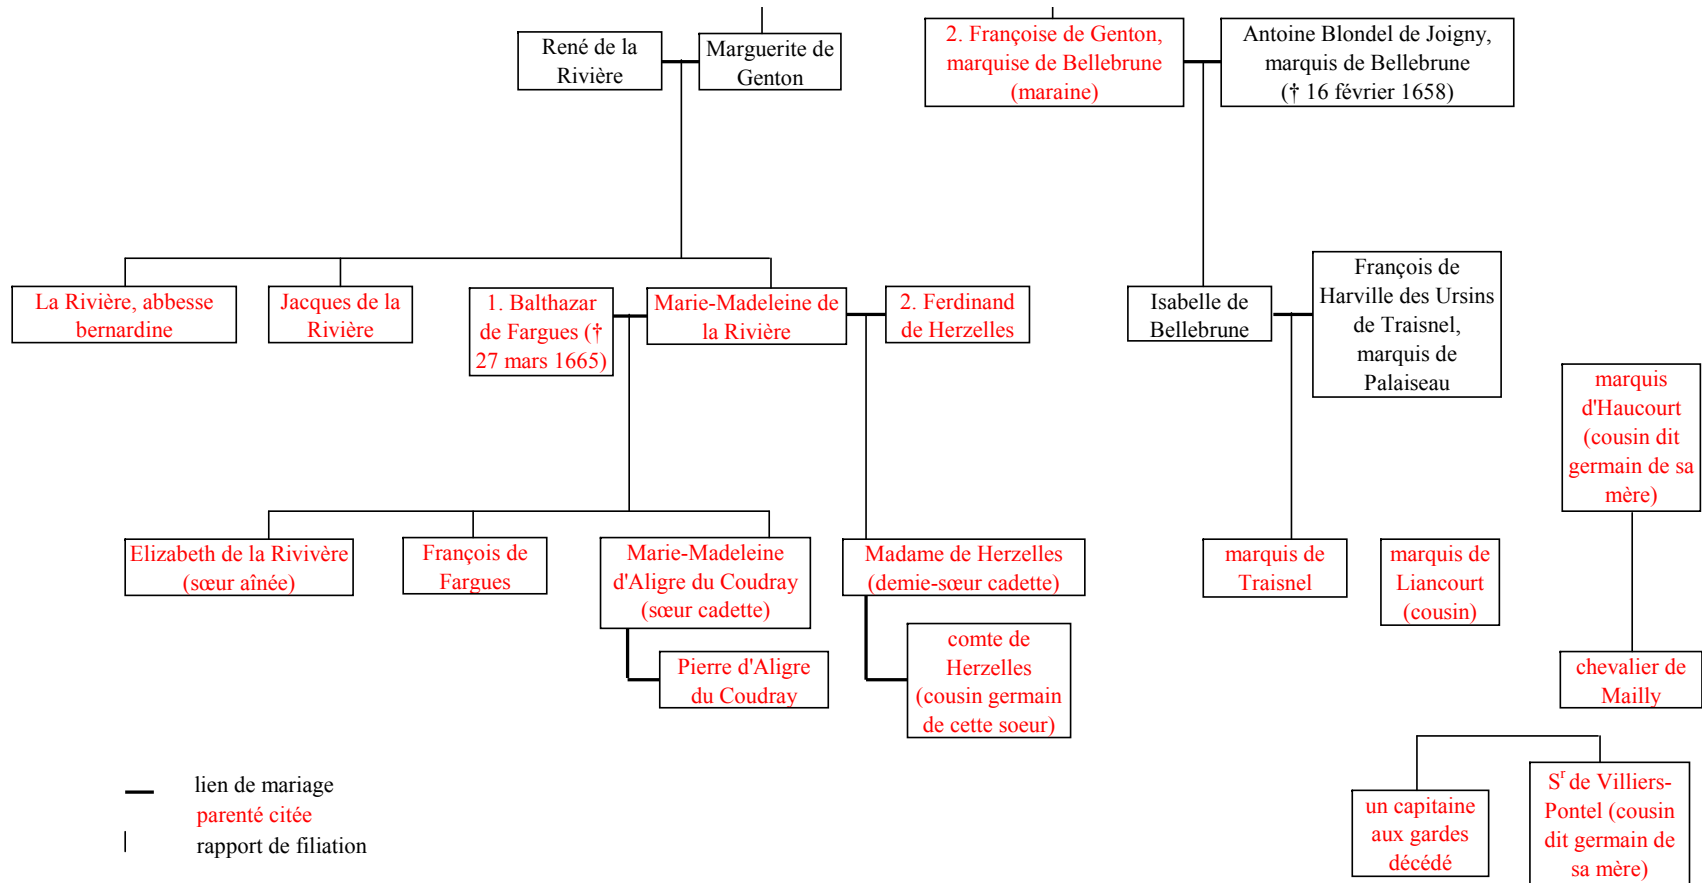 René de la
Rivière
Marguerite de
Genton
2. Françoise de Genton,
marquise de Bellebrune
(maraine)
Antoine Blondel de Joigny,
marquis de Bellebrune
(† 16 février 1658)
La Rivière, abbesse
bernardine
Jacques de la
Rivière
1. Balthazar
de Fargues (†
27 mars 1665)
Marie-Madeleine de
la Rivière
2. Ferdinand
de Herzelles
Isabelle de
Bellebrune
François de
Harville des Ursins
de Traisnel,
marquis de
Palaiseau
marquis
d'Haucourt
(cousin dit
germain de sa
mère)
Elizabeth de la Rivivère
(sœur aînée)
François de
Fargues
Marie-Madeleine
d'Aligre du Coudray
(sœur cadette)
Madame de Herzelles
(demie-sœur cadette)
marquis de
Traisnel
marquis de
Liancourt
(cousin)
Pierre d'Aligre
du Coudray
comte de
Herzelles
(cousin germain
de cette soeur)
chevalier de
Mailly
un capitaine
aux gardes
décédé
Sʳ de Villiers-
Pontel (cousin
dit germain de
sa mère)
lien de mariage
parenté citée
rapport de filiation